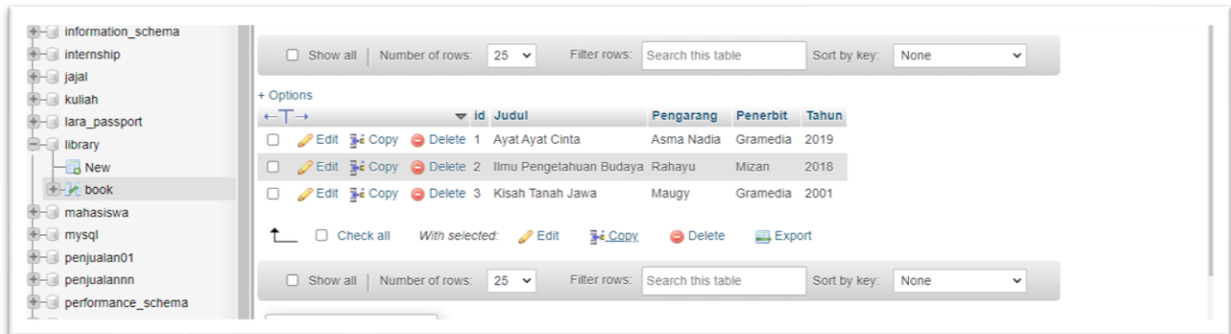 information_schema
internship
jajal
kuliah
lara_passport
library
New
book
mahasiswa
mysql
penjualan01
penjualannn
performance_schema
Show all | Number of rows: 25 Filter rows: Search this table Sort by key: None
+ Options
←T→ id Judul Pengarang Penerbit Tahun
Edit Copy Delete 1 Ayat Ayat Cinta Asma Nadia Gramedia 2019
Edit Copy Delete 2 Ilmu Pengetahuan Budaya Rahayu Mizan 2018
Edit Copy Delete 3 Kisah Tanah Jawa Maugy Gramedia 2001
Check all With selected: Edit Copy Delete Export
Show all | Number of rows: 25 Filter rows: Search this table Sort by key: None